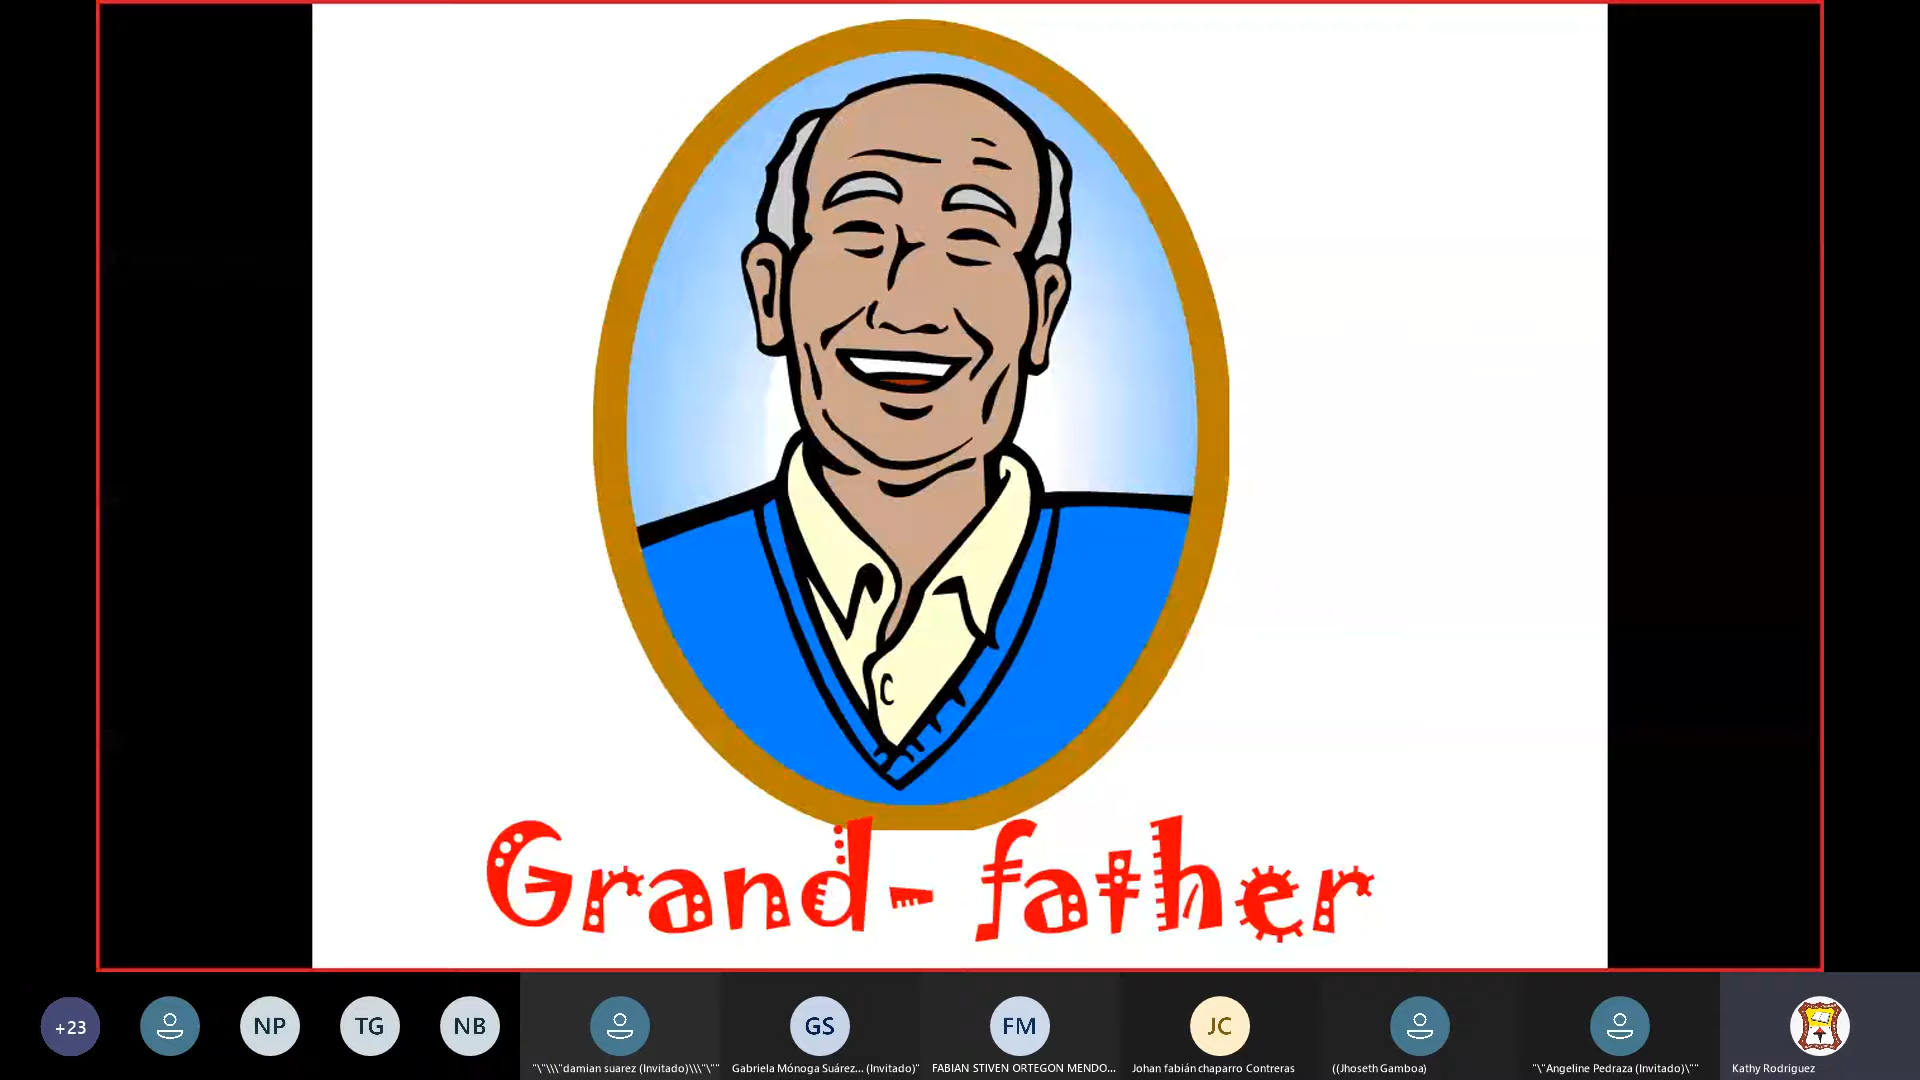 Grand- father
+23
NP
TG
NB
GS
FM
JC
"\"\\\"damian suarez (Invitado)\\\"\""
Gabriela Mónoga Suárez... (Invitado)"
FABIAN STIVEN ORTEGON MENDO...
Johan fabián chaparro Contreras
((Jhoseth Gamboa)
"\"Angeline Pedraza (Invitado)\""
Kathy Rodriguez